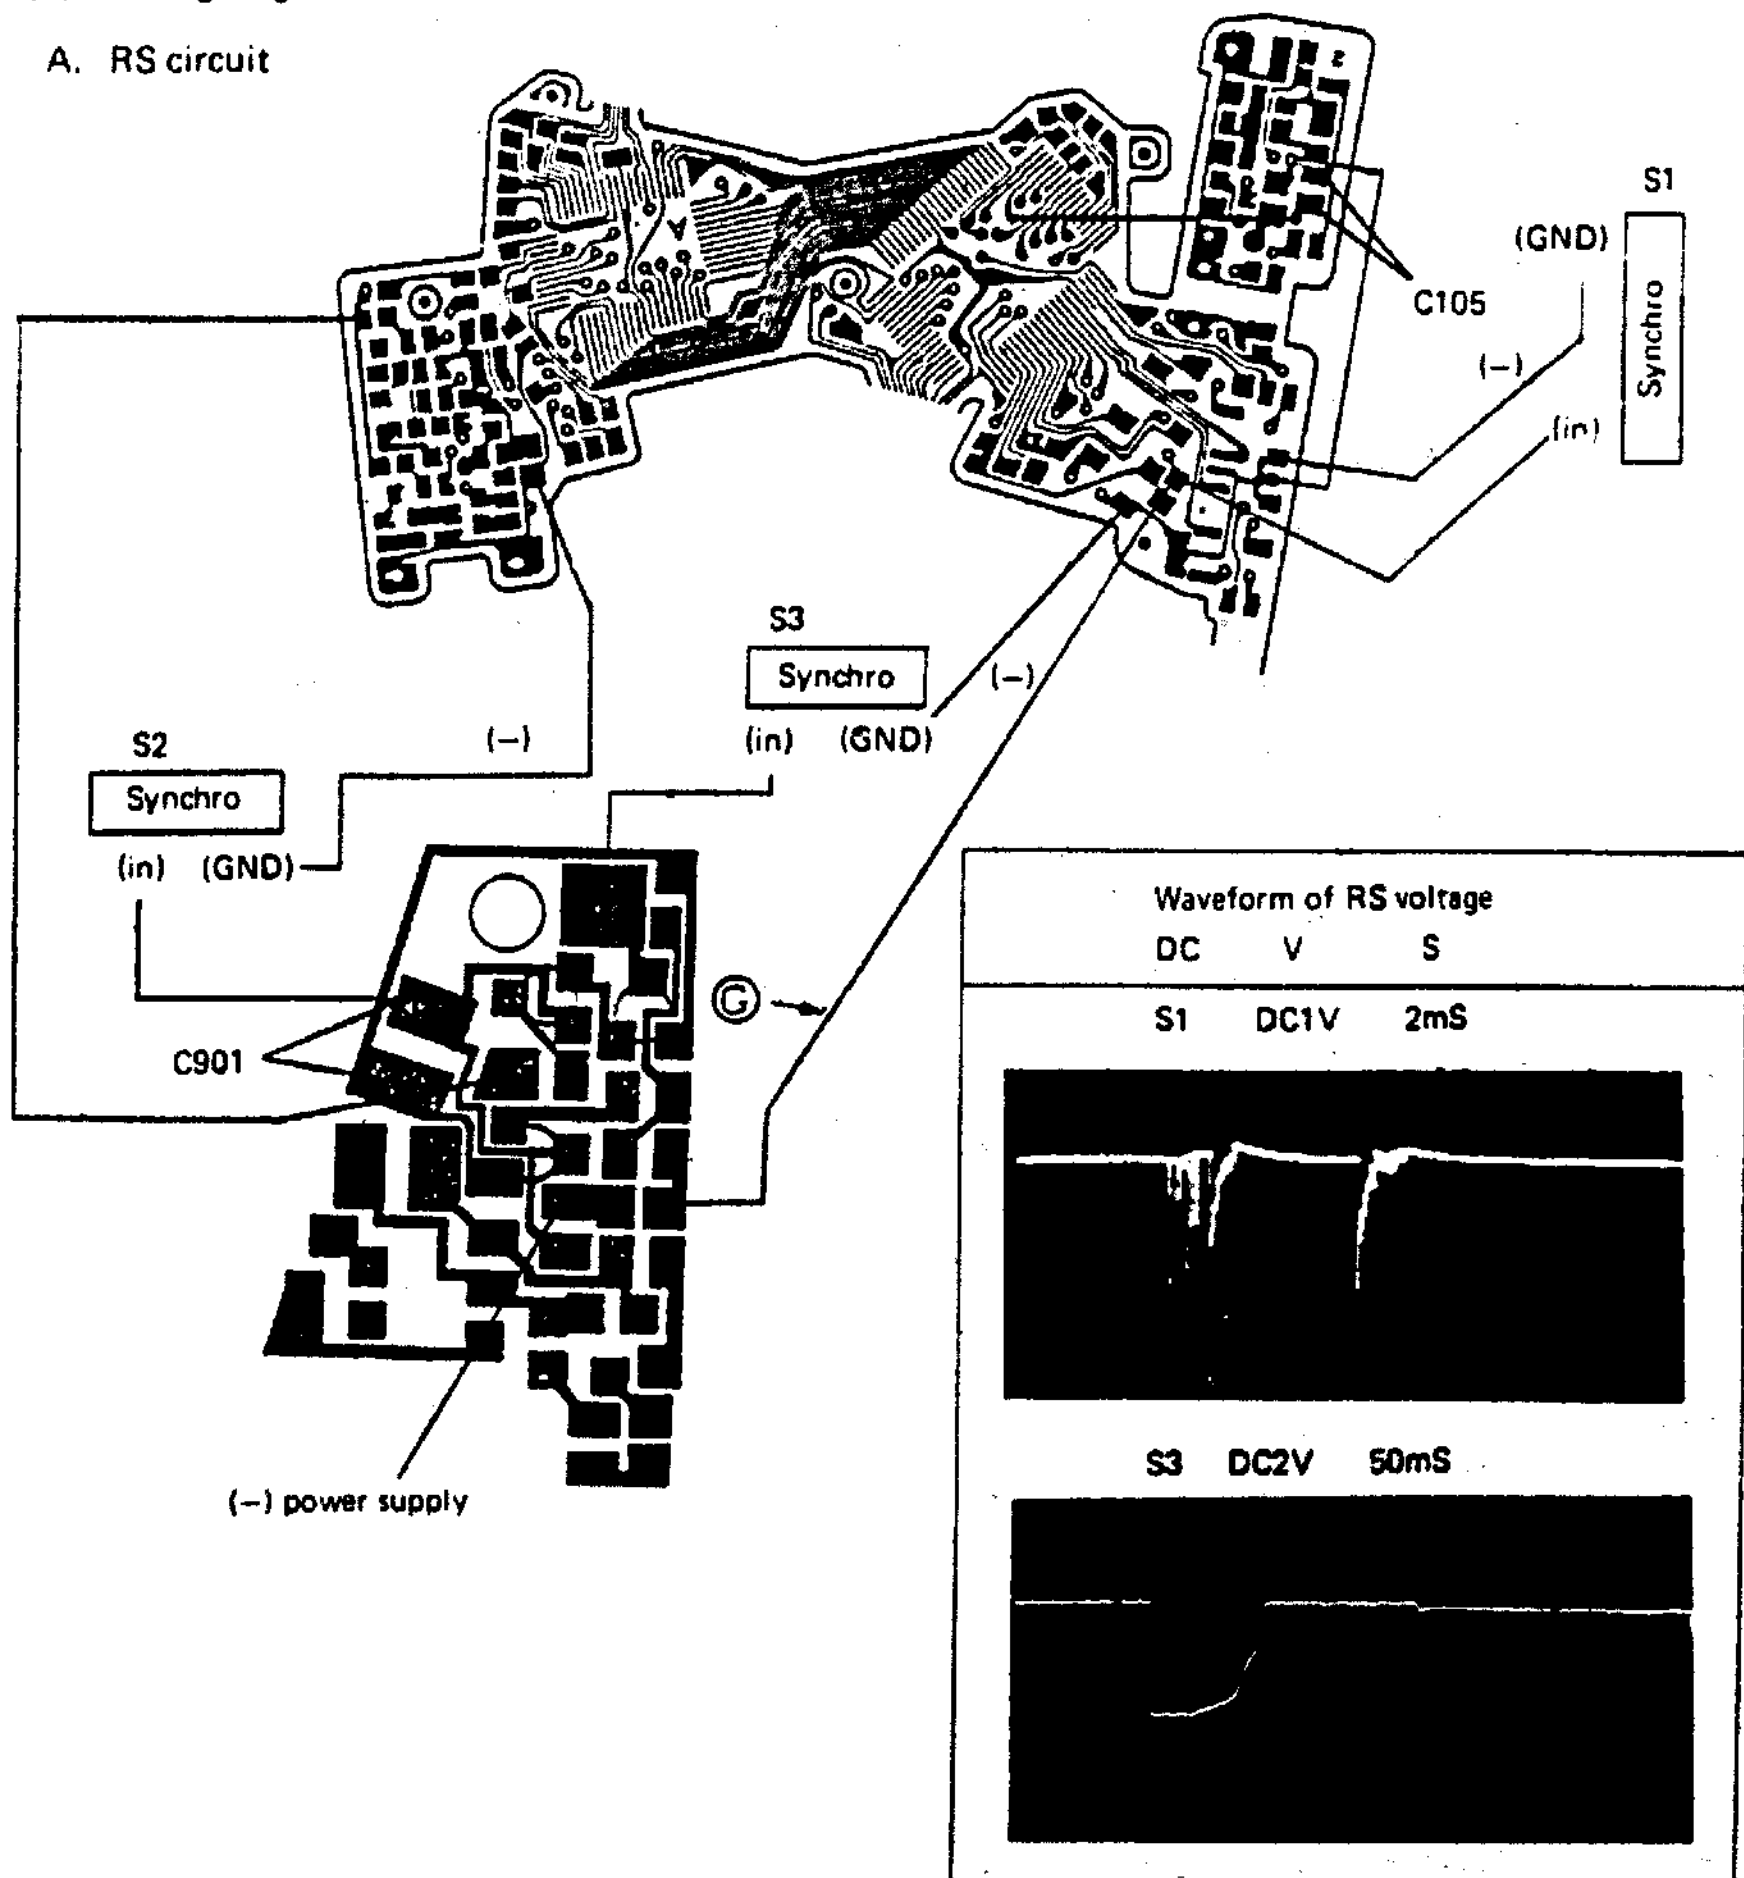 A. RS circuit
S1
(GND)
Synchro
C105
(−)
(in)
S3
Synchro
(−)
(in) (GND)
S2
(−)
Synchro
(in) (GND)
G
C901
(−) power supply
Waveform of RS voltage
DC V S
S1 DC1V 2mS
S3 DC2V 50mS